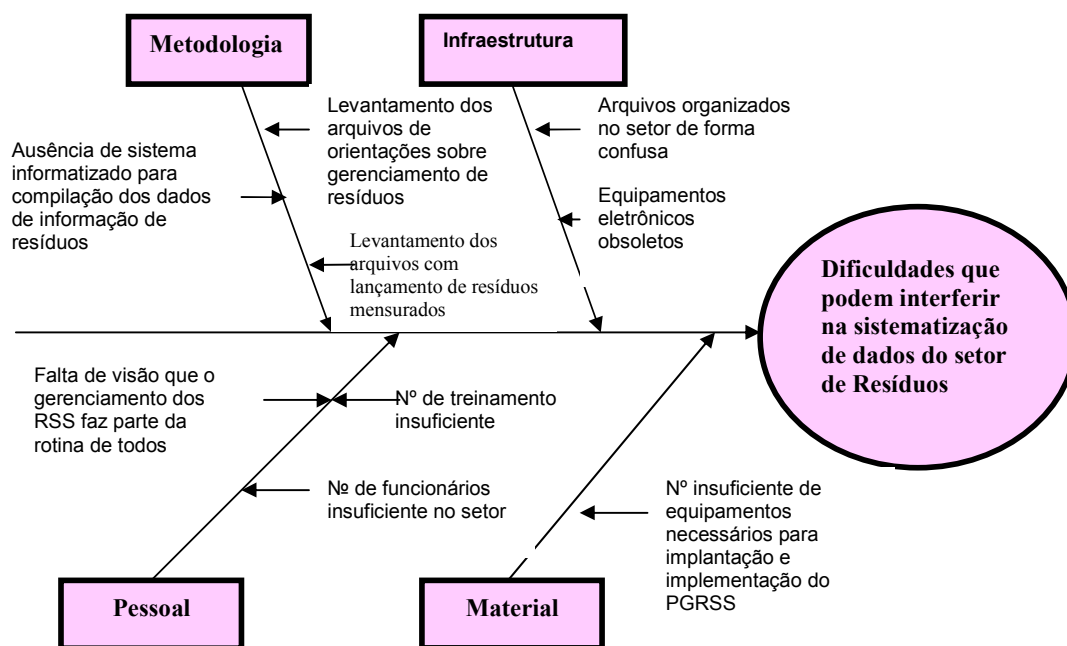 Metodologia
Infraestrutura
Levantamento dos
arquivos de
orientações sobre
gerenciamento de
resíduos
Arquivos organizados
no setor de forma
confusa
Ausência de sistema
informatizado para
compilação dos dados
de informação de
resíduos
Equipamentos
eletrônicos
obsoletos
Levantamento dos
arquivos com
lançamento de resíduos
mensurados
Dificuldades que
podem interferir
na sistematização
de dados do setor
de Resíduos
Falta de visão que o
gerenciamento dos
RSS faz parte da
rotina de todos
Nº de treinamento
insuficiente
№ de funcionários
insuficiente no setor
Nº insuficiente de
equipamentos
necessários para
implantação e
implementação do
PGRSS
Pessoal
Material